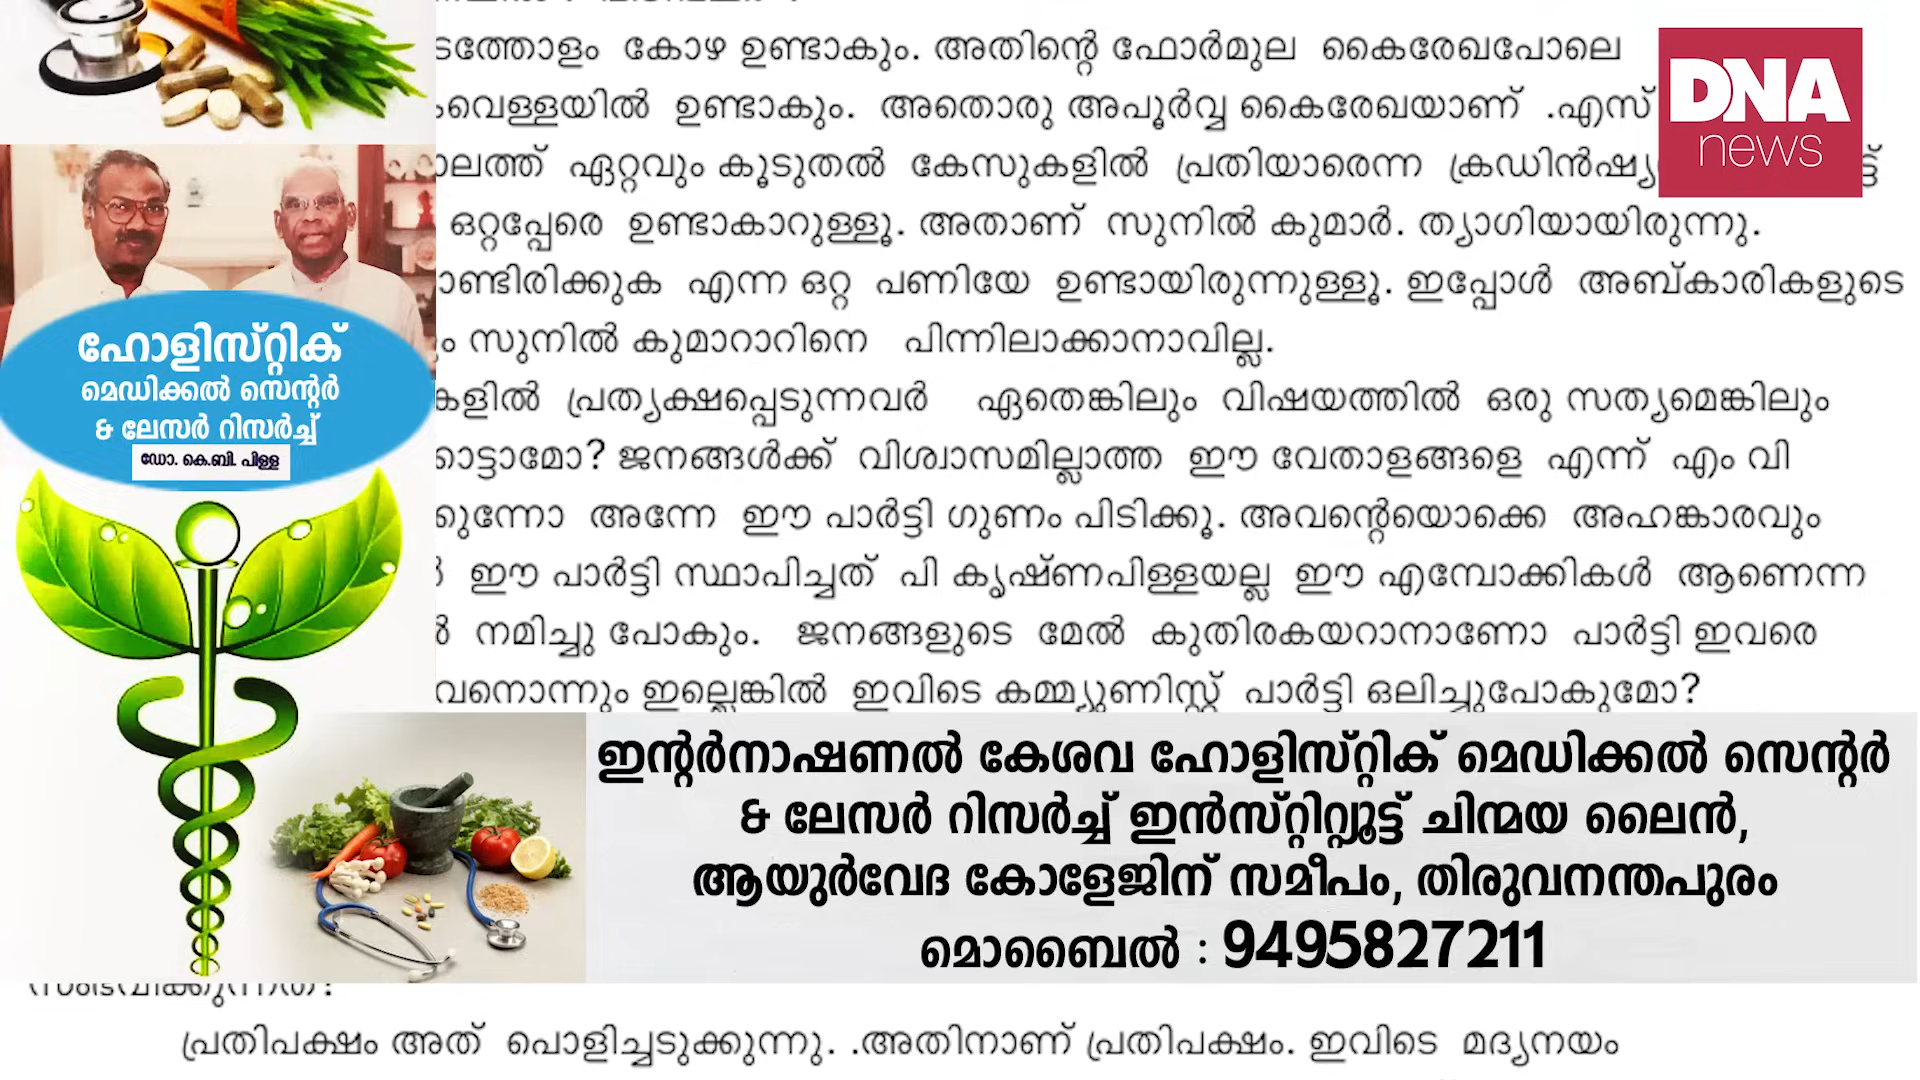 ടത്തോളം കോഴ ഉണ്ടാകും. അതിന്റെ ഫോർമുല കൈരേഖപോലെ
വെള്ളയിൽ ഉണ്ടാകും. അതൊരു അപൂർവ്വ കൈരേഖയാണ് .എസ്
DNA
news
ാലത്ത് ഏറ്റവും കൂടുതൽ കേസുകളിൽ പ്രതിയാരെന്ന
ഒറ്റപ്പേരെ ഉണ്ടാകാറുള്ളൂ. അതാണ് സുനിൽ കുമാർ. ത്യാഗിയായിരുന്നു.
ാണ്ടിരിക്കുക എന്ന ഒറ്റ പണിയേ ഉണ്ടായിരുന്നുള്ളൂ. ഇപ്പോൾ അബ്കാരികളുടെ
സുനിൽ കുമാറാറിനെ പിന്നിലാക്കാനാവില്ല.
കളിൽ പ്രത്യക്ഷപ്പെടുന്നവർ ഏതെങ്കിലും വിഷയത്തിൽ ഒരു സത്യമെങ്കിലും
ാട്ടാമോ? ജനങ്ങൾക്ക് വിശ്വാസമില്ലാത്ത ഈ വേതാളങ്ങളെ എന്ന് എം വി
കുന്നോ അന്നേ ഈ പാർട്ടി ഗുണം പിടിക്കൂ. അവന്റെയൊക്കെ അഹങ്കാരവും
ഈ പാർട്ടി സ്ഥാപിച്ചത് പി കൃഷ്ണപിള്ളയല്ല ഈ എമ്പോക്കികൾ ആണെന്ന
നമിച്ചു പോകും. ജനങ്ങളുടെ മേൽ കുതിരകയറാനാണോ പാർട്ടി ഇവരെ
വനൊന്നും ഇല്ലെങ്കിൽ ഇവിടെ കമ്മ്യുണിസ്റ്റ് പാർട്ടി ഒലിച്ചുപോകുമോ?
ഹോളിസ്റ്റിക്
മെഡിക്കൽ സെന്റർ
& ലേസർ റിസർച്ച്
ഡോ. കെ.ബി. പിള്ള
ഇന്റർനാഷണൽ കേശവ ഹോളിസ്റ്റിക് മെഡിക്കൽ സെന്റർ
& ലേസർ റിസർച്ച് ഇൻസ്റ്റിറ്റ്യൂട്ട് ചിന്മയ ലൈൻ,
ആയുർവേദ കോളേജിന് സമീപം, തിരുവനന്തപുരം
മൊബൈൽ : 9495827211
പ്രതിപക്ഷം അത് പൊളിച്ചടുക്കുന്നു. .അതിനാണ് പ്രതിപക്ഷം. ഇവിടെ മദ്യനയം